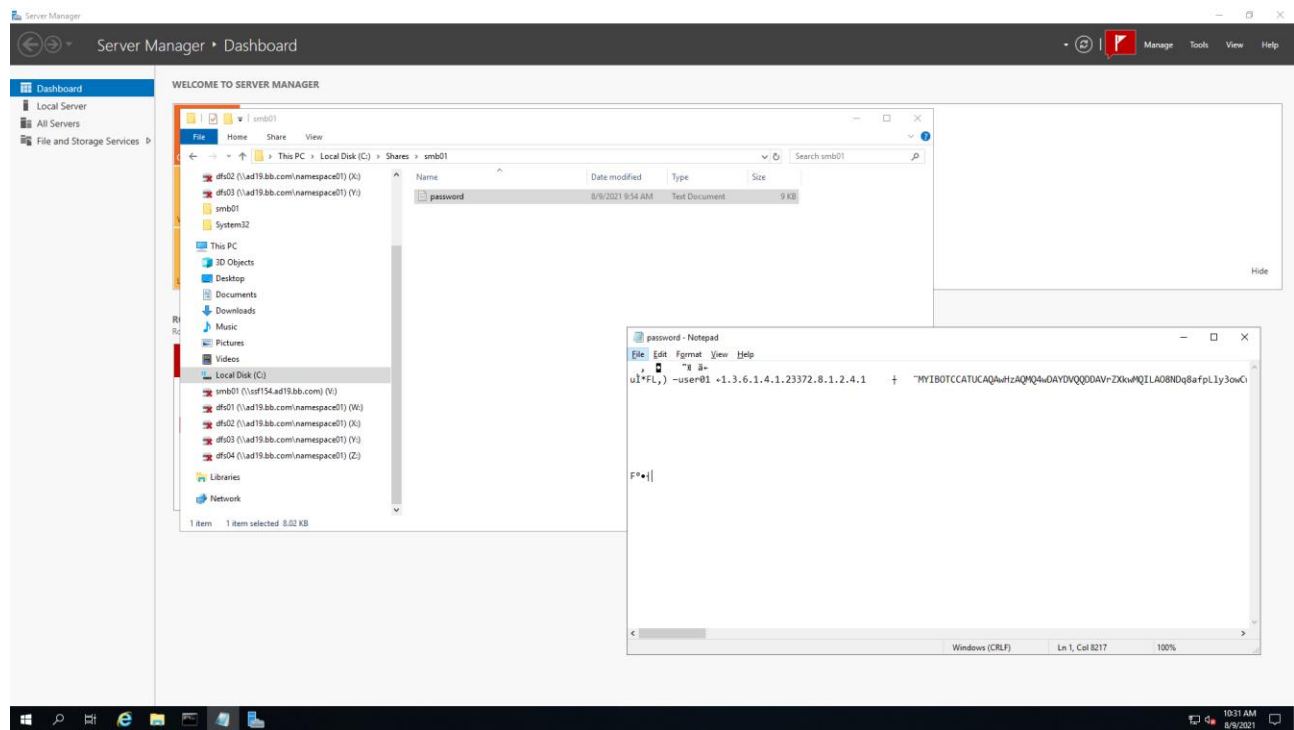 Server Manager
Server Manager • Dashboard
Manage Tools View Help
Dashboard
Local Server
All Servers
File and Storage Services
WELCOME TO SERVER MANAGER
Hide
smb01
File Home Share View
This PC > Local Disk (C:) > Shares > smb01
Search smb01
Name Date modified Type Size
password 8/9/2021 9:54 AM Text Document 9 KB
dfs02 (\\ad19.bb.com\namespace01) (X:)
dfs03 (\\ad19.bb.com\namespace01) (Y:)
smb01
System32
This PC
3D Objects
Desktop
Documents
Downloads
Music
Pictures
Videos
Local Disk (C:)
smb01 (\\ssf154.ad19.bb.com) (V:)
dfs01 (\\ad19.bb.com\namespace01) (W:)
dfs02 (\\ad19.bb.com\namespace01) (X:)
dfs03 (\\ad19.bb.com\namespace01) (Y:)
dfs04 (\\ad19.bb.com\namespace01) (Z:)
Libraries
Network
1 item 1 item selected 8.02 KB
password - Notepad
File Edit Format View Help
-user01 1.3.6.1.4.1.23372.8.1.2.4.1
Windows (CRLF) Ln 1, Col 8217 100%
10:31 AM
8/9/2021